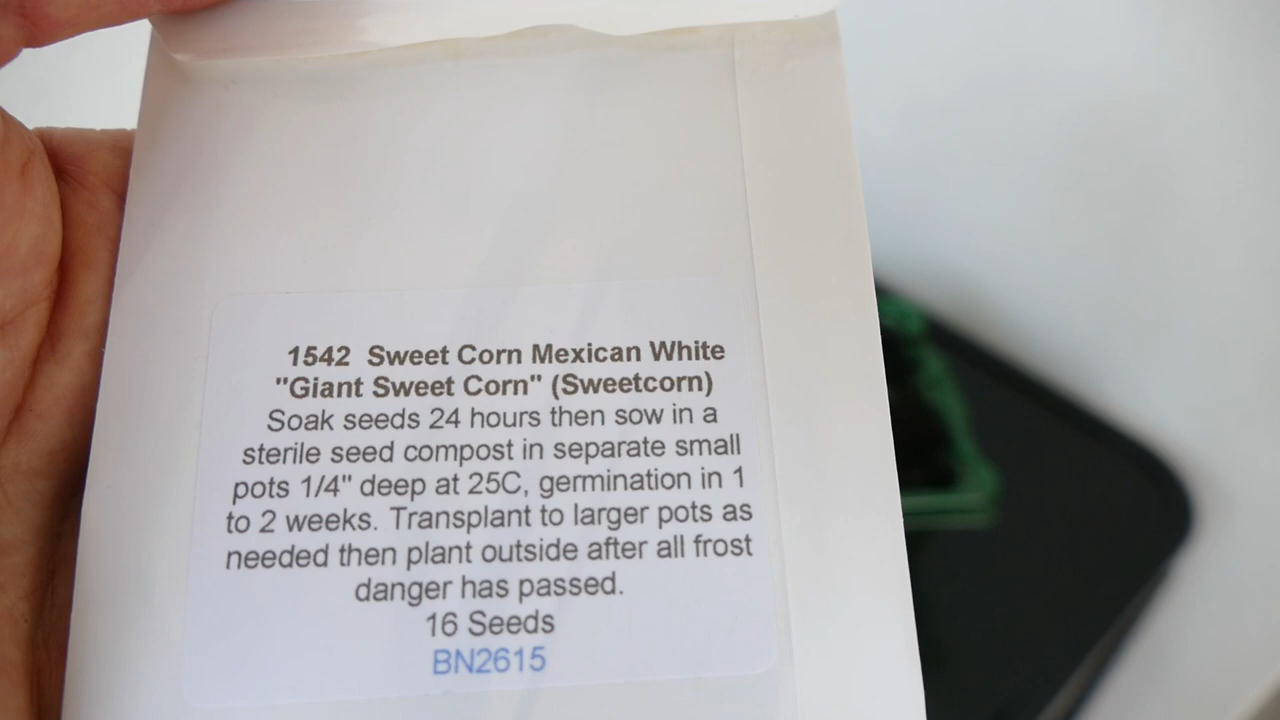 1542 Sweet Corn Mexican White
"Giant Sweet Corn" (Sweetcorn)
Soak seeds 24 hours then sow in a
sterile seed compost in separate small
pots 1/4" deep at 25C, germination in 1
to 2 weeks. Transplant to larger pots as
needed then plant outside after all frost
danger has passed.
16 Seeds
BN2615